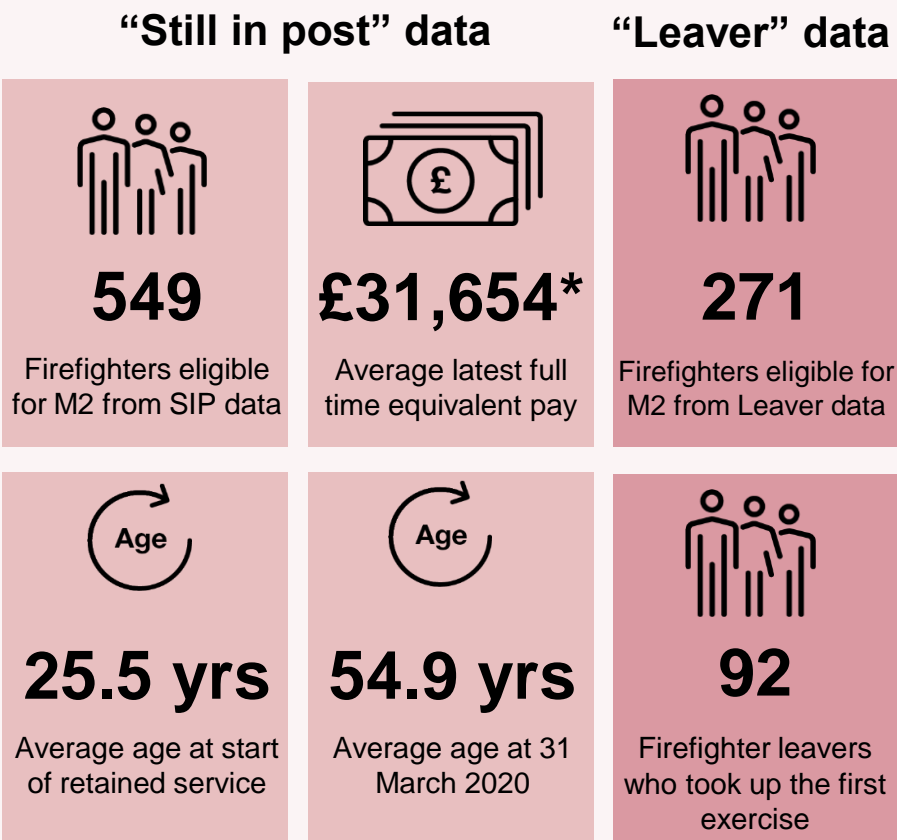 “Still in post” data
“Leaver” data
£
549
Firefighters eligible
for M2 from SIP data
£31,654*
Average latest full
time equivalent pay
271
Firefighters eligible for
M2 from Leaver data
Age
25.5 yrs
Average age at start
of retained service
Age
54.9 yrs
Average age at 31
March 2020
92
Firefighter leavers
who took up the first
exercise